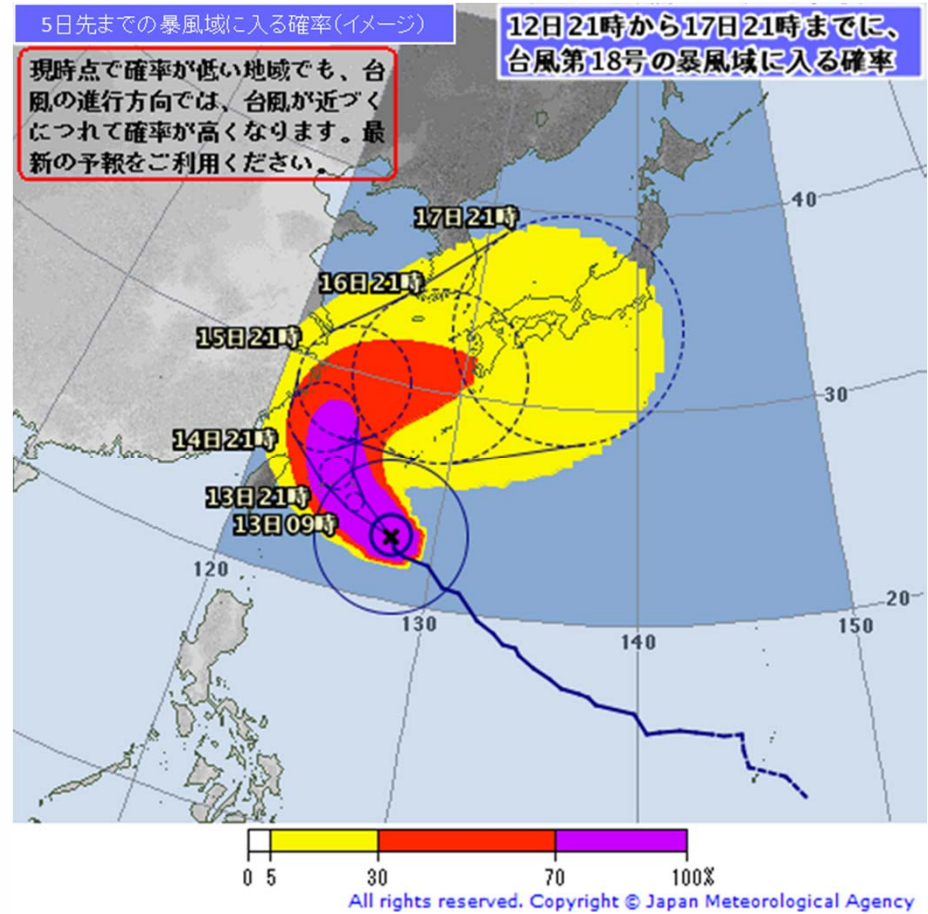 5日先までの暴風域に入る確率(イメージ)
12日21時から17日21時までに、
台風第18号の暴風域に入る確率
現時点で確率が低い地域でも、台
風の進行方向では、台風が近づく
につれて確率が高くなります。最
新の予報をご利用ください。
17日21時
16日21時
15日21時
14日21時
13日21時
13日09時
40
30
20
120
130
140
150
0 5 30 70 100%
All rights reserved. Copyright © Japan Meteorological Agency